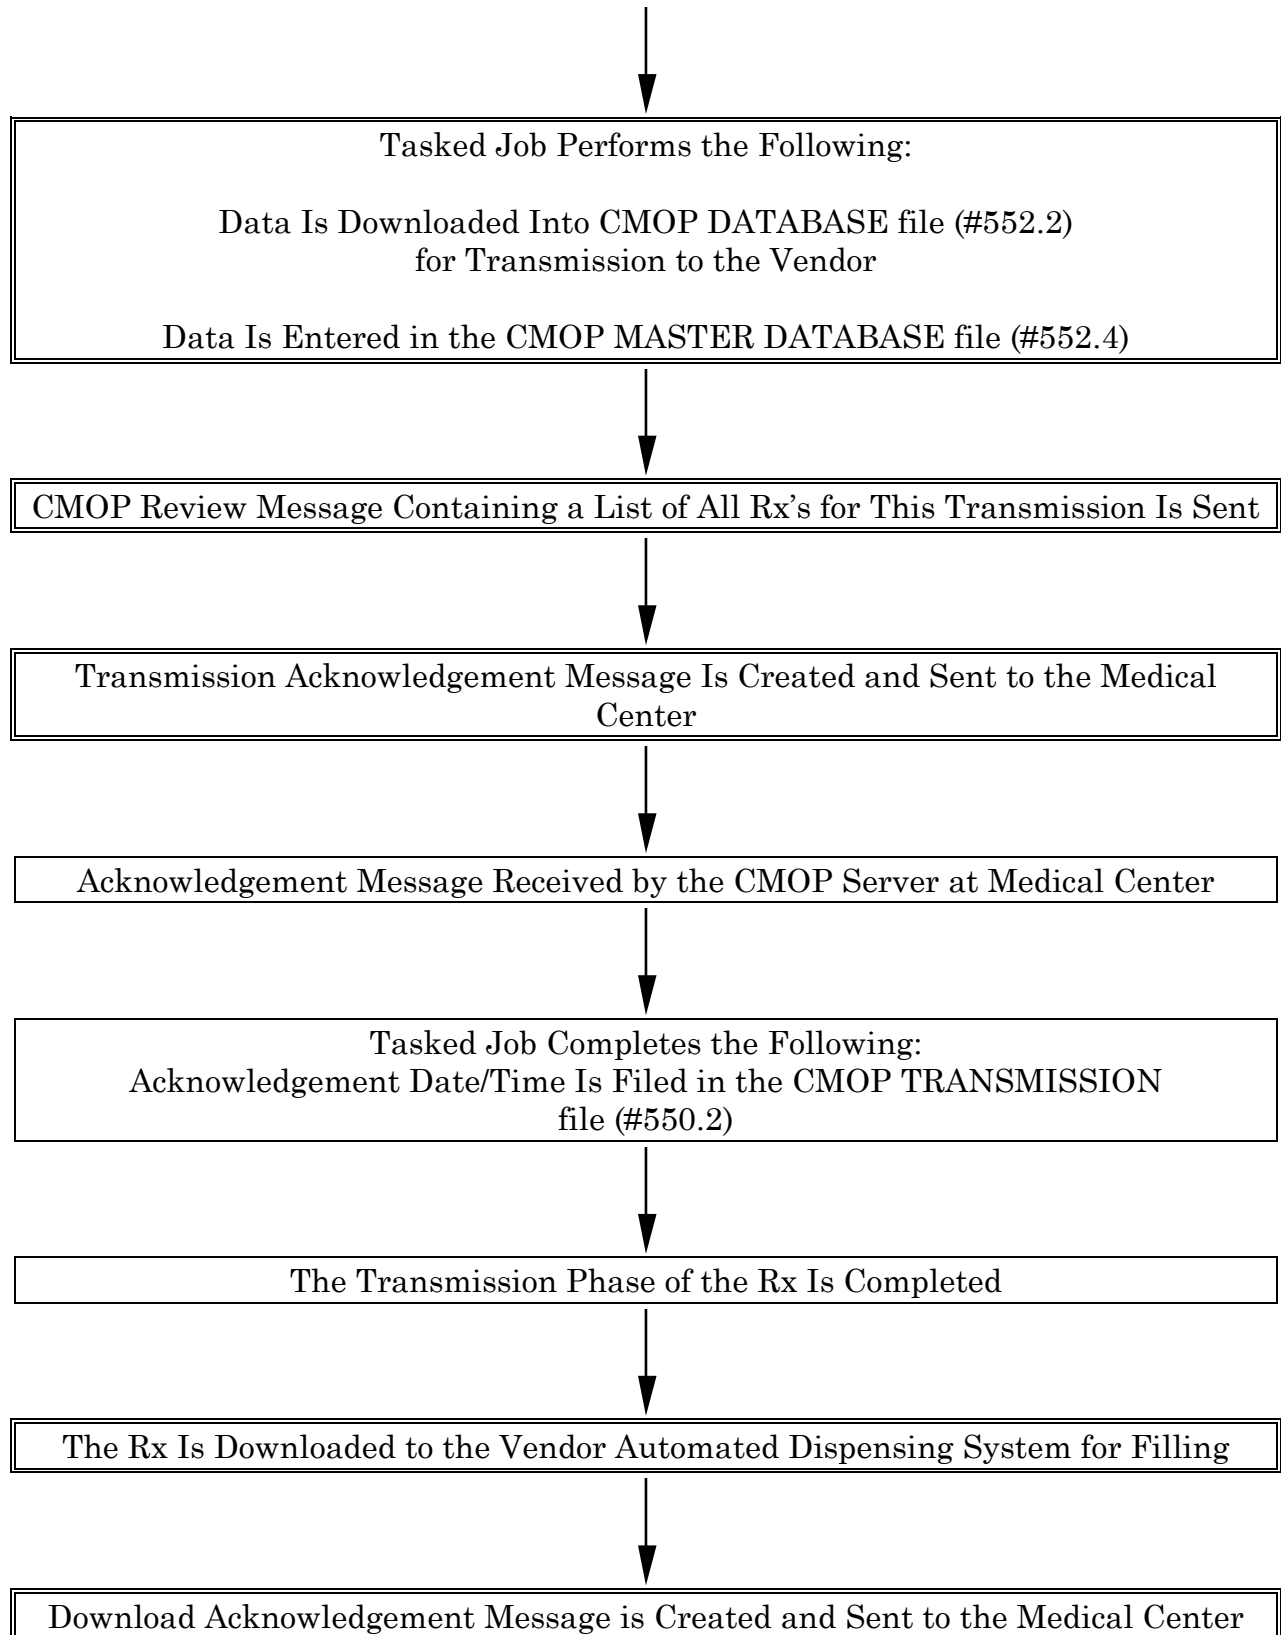 Tasked Job Performs the Following:
Data Is Downloaded Into CMOP DATABASE file (#552.2)
for Transmission to the Vendor
Data Is Entered in the CMOP MASTER DATABASE file (#552.4)
CMOP Review Message Containing a List of All Rx's for This Transmission Is Sent
Transmission Acknowledgement Message Is Created and Sent to the Medical
Center
Acknowledgement Message Received by the CMOP Server at Medical Center
Tasked Job Completes the Following:
Acknowledgement Date/Time Is Filed in the CMOP TRANSMISSION
file (#550.2)
The Transmission Phase of the Rx Is Completed
The Rx Is Downloaded to the Vendor Automated Dispensing System for Filling
Download Acknowledgement Message is Created and Sent to the Medical Center